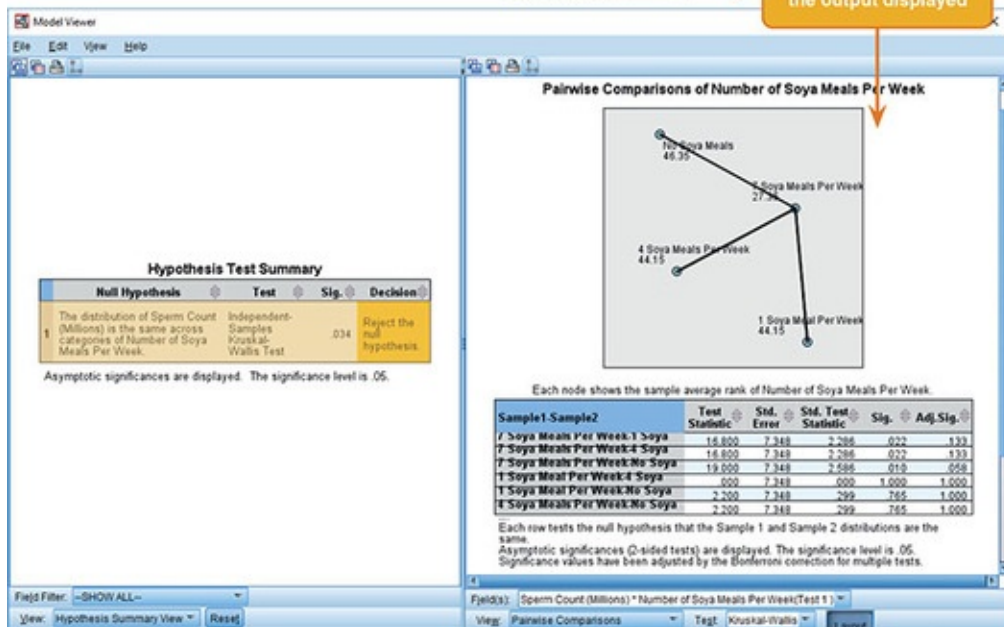 the output displayed
Model Viewer
File Edit View Help
Hypothesis Test Summary
Null Hypothesis Test Sig. Decision
1 The distribution of Sperm Count (Millions) is the same across categories of Number of Soya Meals Per Week. Independent-Samples Kruskal-Wallis Test .034 Reject the null hypothesis.
Asymptotic significances are displayed. The significance level is .05.
Field Filter: --SHOW ALL--
View: Hypothesis Summary View Reset
Pairwise Comparisons of Number of Soya Meals Per Week
No Soya Meals
46.35
7 Soya Meals Per Week
4 Soya Meals Per Week
44.15
1 Soya Meal Per Week
44.15
Each node shows the sample average rank of Number of Soya Meals Per Week.
Sample1-Sample2 Test Statistic Std. Error Std. Test Statistic Sig. Adj.Sig.
7 Soya Meals Per Week-1 Soya 16.800 7.348 2.286 .022 .133
7 Soya Meals Per Week-4 Soya 16.800 7.348 2.286 .022 .133
7 Soya Meals Per Week-No Soya 19.000 7.348 2.586 .010 .058
1 Soya Meal Per Week-4 Soya .000 7.348 .000 1.000 1.000
1 Soya Meal Per Week-No Soya 2.200 7.348 .299 .765 1.000
4 Soya Meals Per Week-No Soya 2.200 7.348 .299 .765 1.000
Each row tests the null hypothesis that the Sample 1 and Sample 2 distributions are the
same.
Asymptotic significances (2-sided tests) are displayed. The significance level is .05.
Significance values have been adjusted by the Bonferroni correction for multiple tests.
Field(s): Sperm Count (Millions) * Number of Soya Meals Per Week(Test 1)
View: Pairwise Comparisons Test: Kruskal-Wallis